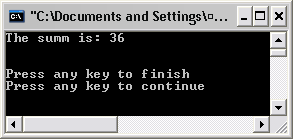 "C:\Documents and Settings\¤...
The summ is: 36
Press any key to finish
Press any key to continue